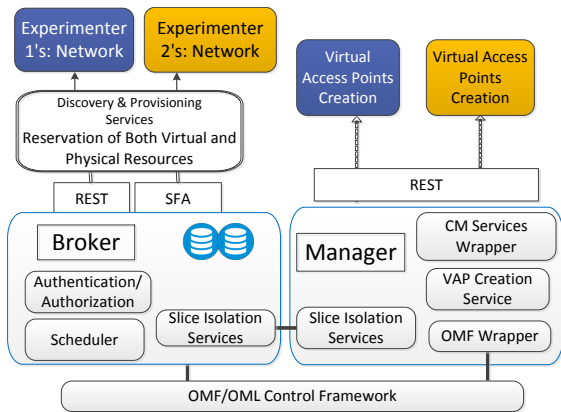 Experimenter
1's: Network
Experimenter
2's: Network
Virtual
Access Points
Creation
Virtual Access
Points
Creation
Discovery & Provisioning
Services
Reservation of Both Virtual and
Physical Resources
REST
SFA
REST
Broker
Authentication/
Authorization
Scheduler
Slice Isolation
Services
Manager
Slice Isolation
Services
CM Services
Wrapper
VAP Creation
Service
OMF Wrapper
OMF/OML Control Framework